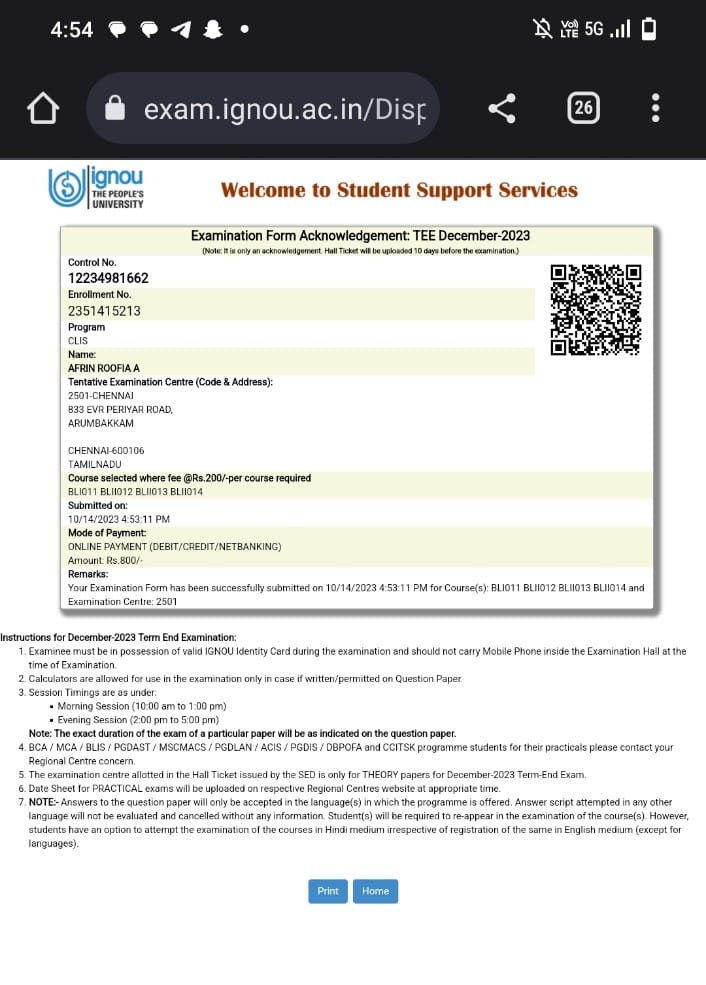 4:54
VoD LTE 5G
exam.ignou.ac.in/Disp
26
ignou
THE PEOPLE'S
UNIVERSITY
Welcome to Student Support Services
Examination Form Acknowledgement: TEE December-2023
(Note: It is only an acknowledgement. Hall Ticket will be uploaded 10 days before the examination.)
Control No.
12234981662
Enrollment No.
2351415213
Program
CLIS
Name:
AFRIN ROOFIA A
Tentative Examination Centre (Code & Address):
2501-CHENNAI
833 EVR PERIYAR ROAD,
ARUMBAKKAM
CHENNAI-600106
TAMILNADU
Course selected where fee @Rs.200/-per course required
BLI011 BLII012 BLII013 BLII014
Submitted on:
10/14/2023 4:53:11 PM
Mode of Payment:
ONLINE PAYMENT (DEBIT/CREDIT/NETBANKING)
Amount: Rs.800/-
Remarks:
Your Examination Form has been successfully submitted on 10/14/2023 4:53:11 PM for Course(s): BLI011 BLII012 BLII013 BLII014 and
Examination Centre: 2501
Instructions for December-2023 Term End Examination:
1. Examinee must be in possession of valid IGNOU Identity Card during the examination and should not carry Mobile Phone inside the Examination Hall at the
time of Examination.
2. Calculators are allowed for use in the examination only in case if written/permitted on Question Paper.
3. Session Timings are as under:
▪ Morning Session (10:00 am to 1:00 pm)
▪ Evening Session (2:00 pm to 5:00 pm)
Note: The exact duration of the exam of a particular paper will be as indicated on the question paper.
4. BCA / MCA / BLIS / PGDAST / MSCMACS / PGDLAN / ACIS / PGDIS / DBPOFA and CCITSK programme students for their practicals please contact your
Regional Centre concern.
5. The examination centre allotted in the Hall Ticket issued by the SED is only for THEORY papers for December-2023 Term-End Exam.
6. Date Sheet for PRACTICAL exams will be uploaded on respective Regional Centres website at appropriate time.
7. NOTE:- Answers to the question paper will only be accepted in the language(s) in which the programme is offered. Answer script attempted in any other
language will not be evaluated and cancelled without any information. Student(s) will be required to re-appear in the examination of the course(s). However,
students have an option to attempt the examination of the courses in Hindi medium irrespective of registration of the same in English medium (except for
languages).
Print Home